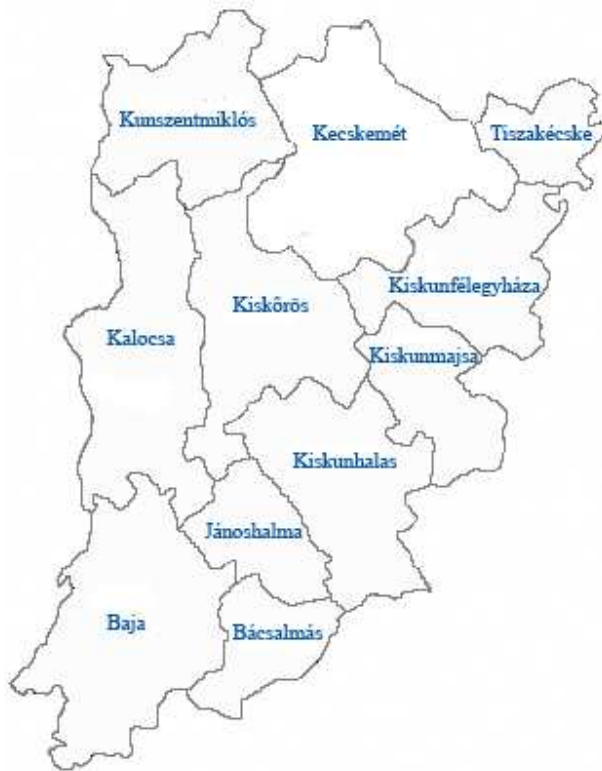 Kunszentmiklós
Kecskemét
Tiszakécske
Kiskunfélegyháza
Kiskőrös
Kalocsa
Kiskunmajsa
Kiskunhalas
Jánoshalma
Baja
Bácsalmás